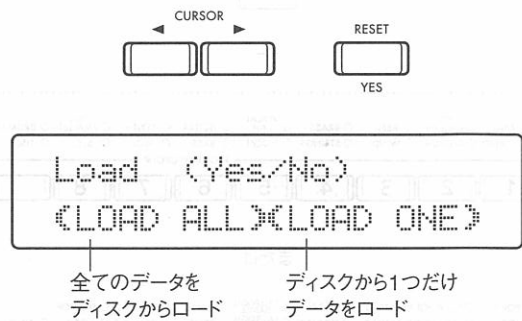 CURSOR
◄ ►
RESET
YES
Load (Yes/No)
<LOAD ALL><LOAD ONE>
全てのデータを
ディスクからロード
ディスクから1つだけ
データをロード